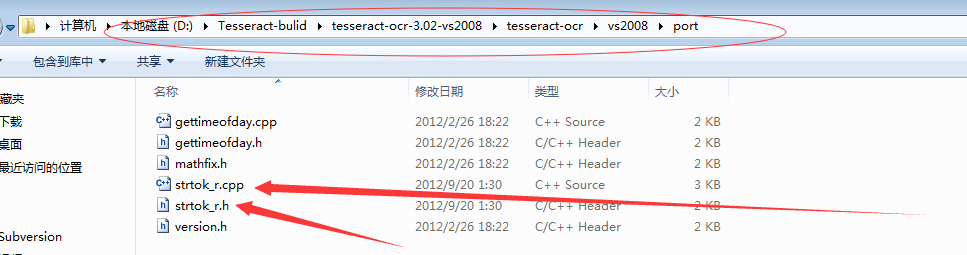 计算机 ▸ 本地磁盘 (D:) ▸ Tesseract-bulid ▸ tesseract-ocr-3.02-vs2008 ▸ tesseract-ocr ▸ vs2008 ▸ port
包含到库中 共享 新建文件夹
名称 修改日期 类型 大小
藏夹
下载
桌面
最近访问的位置
Subversion
gettimeofday.cpp 2012/2/26 18:22 C++ Source 2 KB
gettimeofday.h 2012/2/26 18:22 C/C++ Header 2 KB
mathfix.h 2012/2/26 18:22 C/C++ Header 2 KB
strtok_r.cpp 2012/9/20 1:30 C++ Source 3 KB
strtok_r.h 2012/9/20 1:30 C/C++ Header 2 KB
version.h 2012/2/26 18:22 C/C++ Header 2 KB